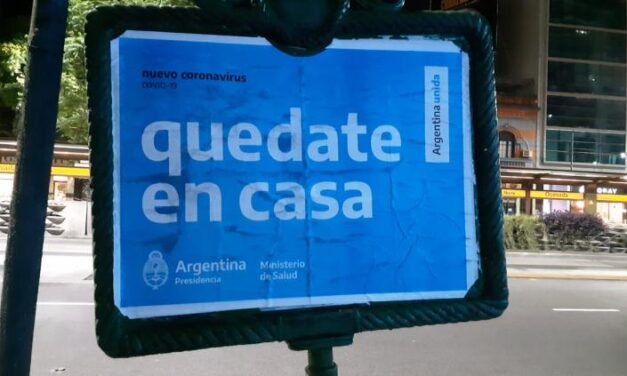 nuevo coronavirus
COVID-19
Argentina unida
quedate
en casa
Argentina
Presidencia
Ministerio
de Salud